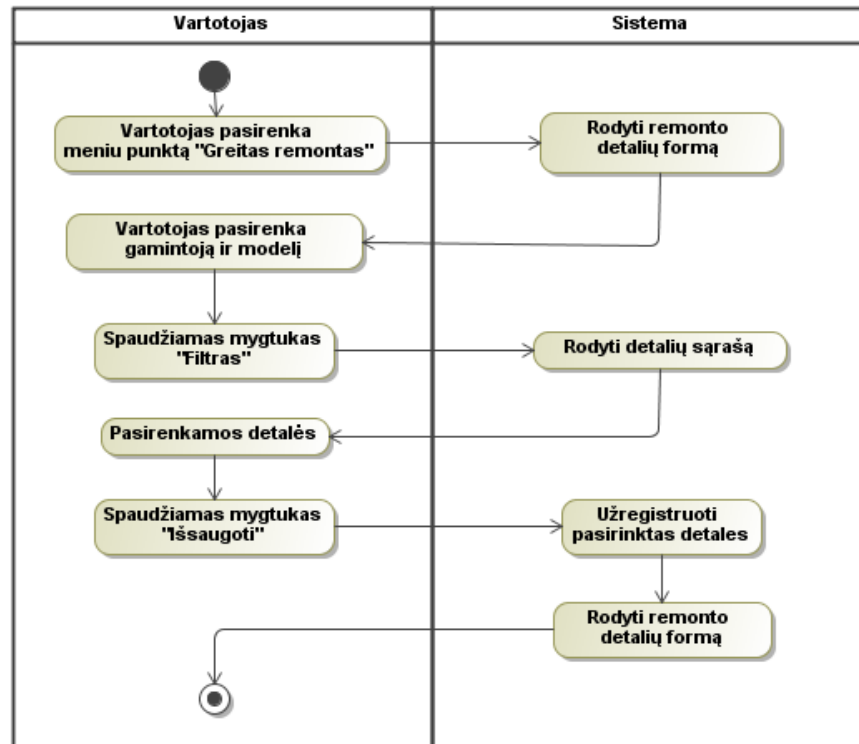 Vartotojas
Sistema
Vartotojas pasirenka
meniu punktą "Greitas remontas"
Rodyti remonto
detalių formą
Vartotojas pasirenka
gamintoją ir modelį
Spaudžiamas mygtukas
"Filtras"
Rodyti detalių sąrašą
Pasirenkamos detalės
Spaudžiamas mygtukas
"Išsaugoti"
Užregistruoti
pasirinktas detales
Rodyti remonto
detalių formą